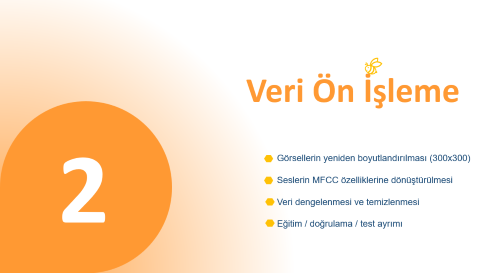 2
Veri Ön İşleme
Görsellerin yeniden boyutlandırılması (300x300)
Seslerin MFCC özelliklerine dönüştürülmesi
Veri dengelenmesi ve temizlenmesi
Eğitim / doğrulama / test ayrımı